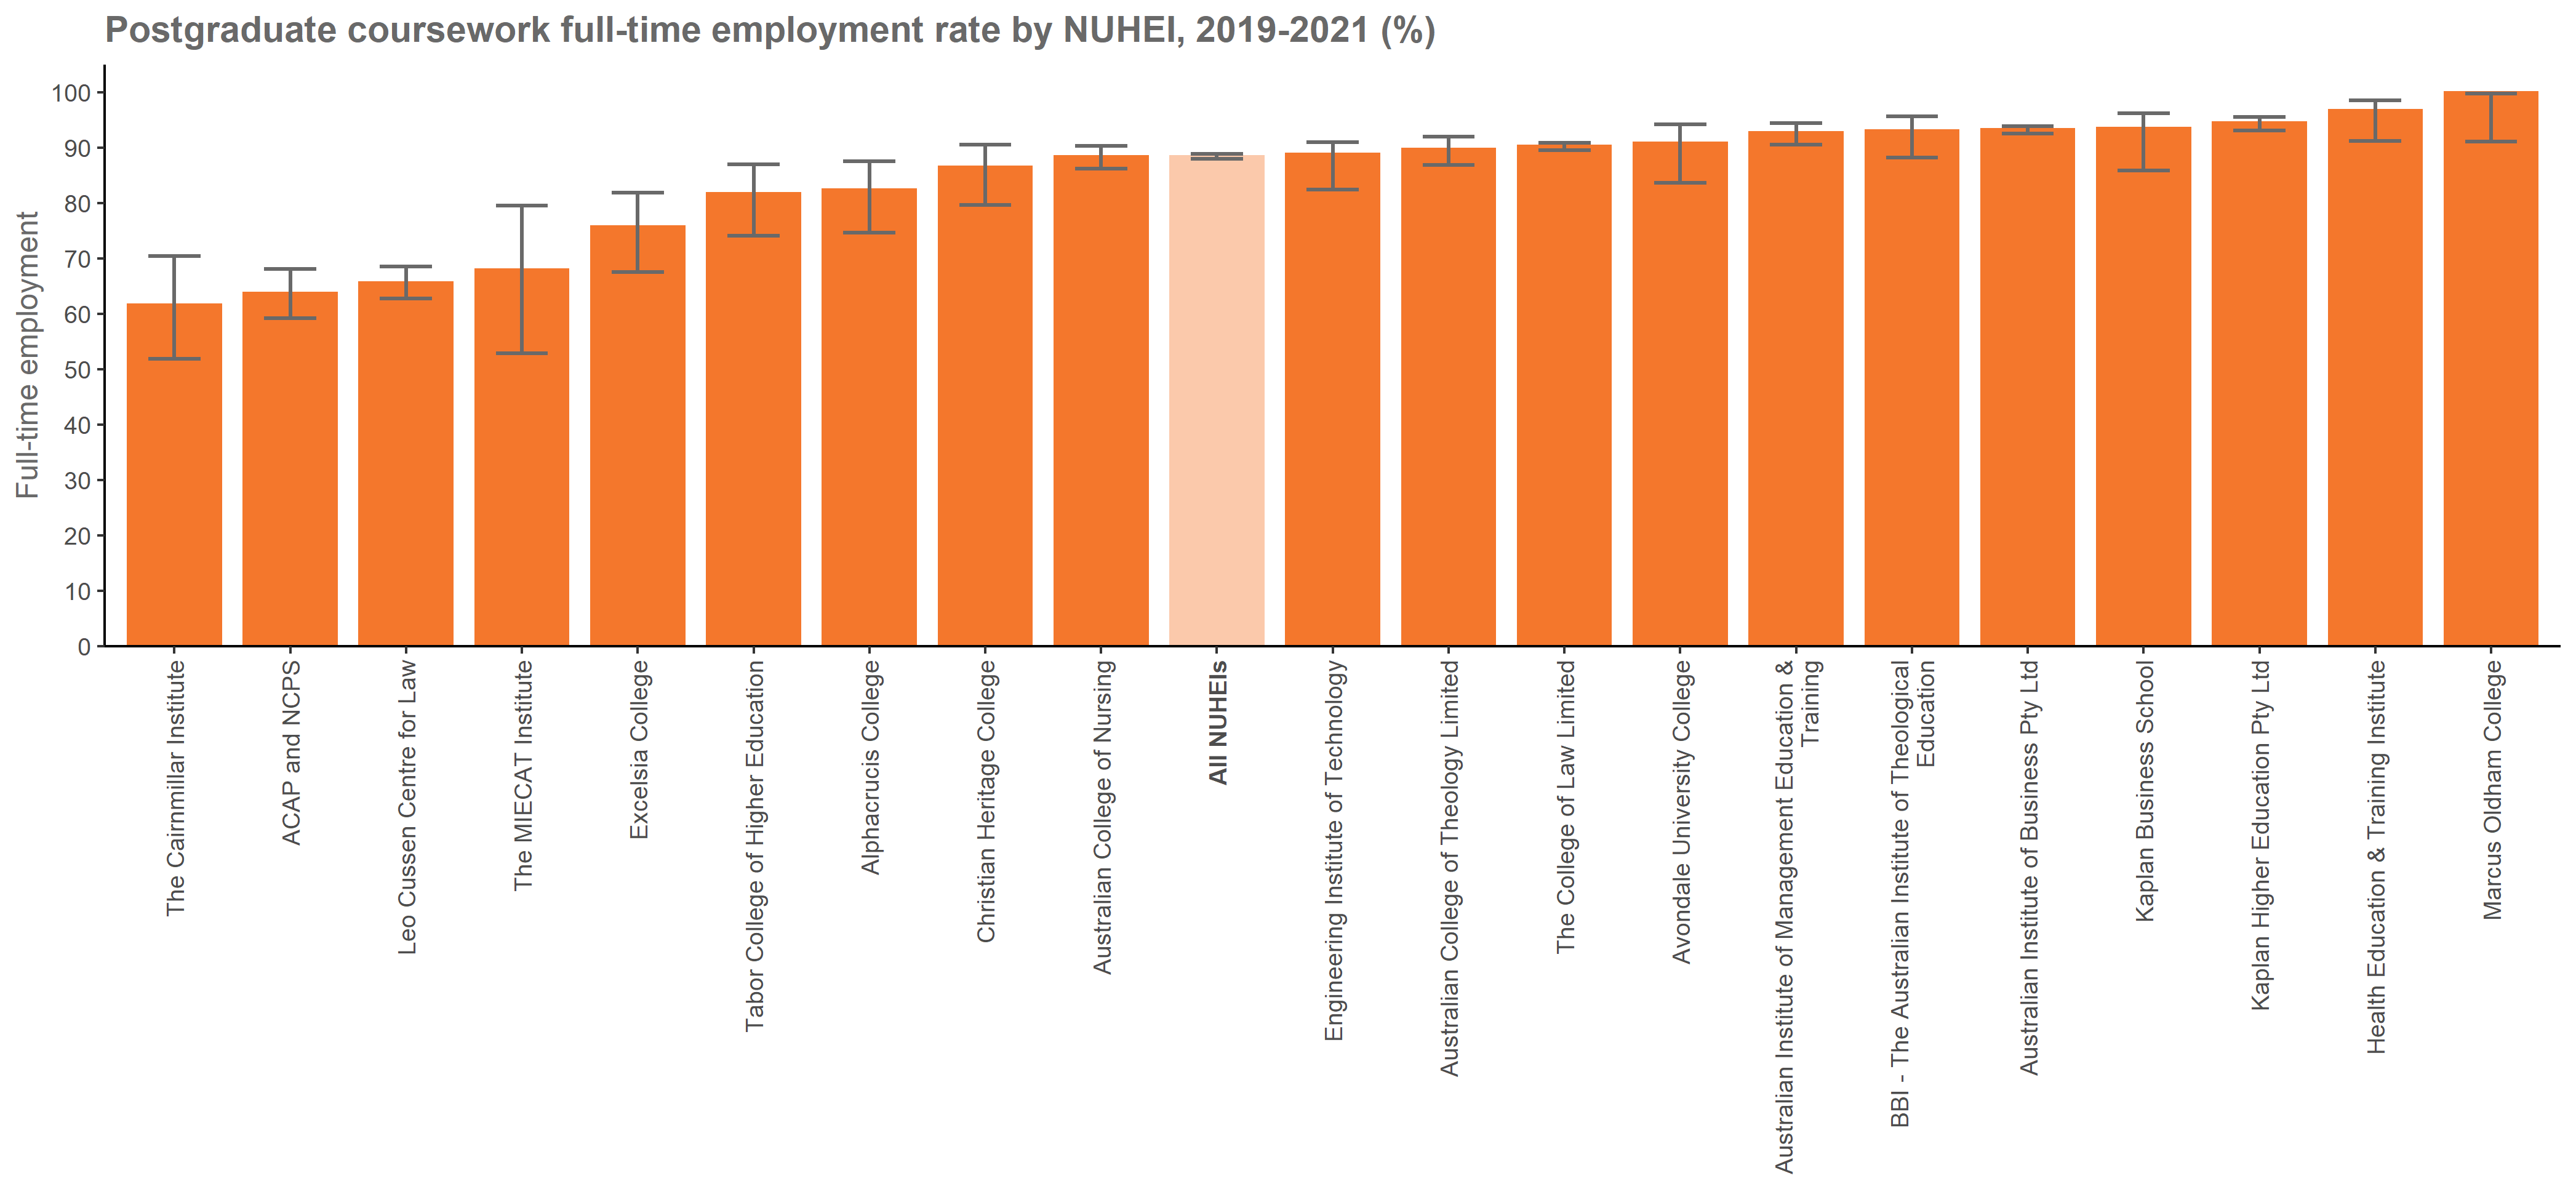 Postgraduate coursework full-time employment rate by NUHEI, 2019-2021 (%)
Full-time employment
100
90
80
70
60
50
40
30
20
10
0
The Cairnmillar Institute
ACAP and NCPS
Leo Cussen Centre for Law
The MIECAT Institute
Excelsia College
Tabor College of Higher Education
Alphacrucis College
Christian Heritage College
Australian College of Nursing
All NUHEIs
Engineering Institute of Technology
Australian College of Theology Limited
The College of Law Limited
Avondale University College
Australian Institute of Management Education &
Training
BBI - The Australian Institute of Theological
Education
Australian Institute of Business Pty Ltd
Kaplan Business School
Kaplan Higher Education Pty Ltd
Health Education & Training Institute
Marcus Oldham College